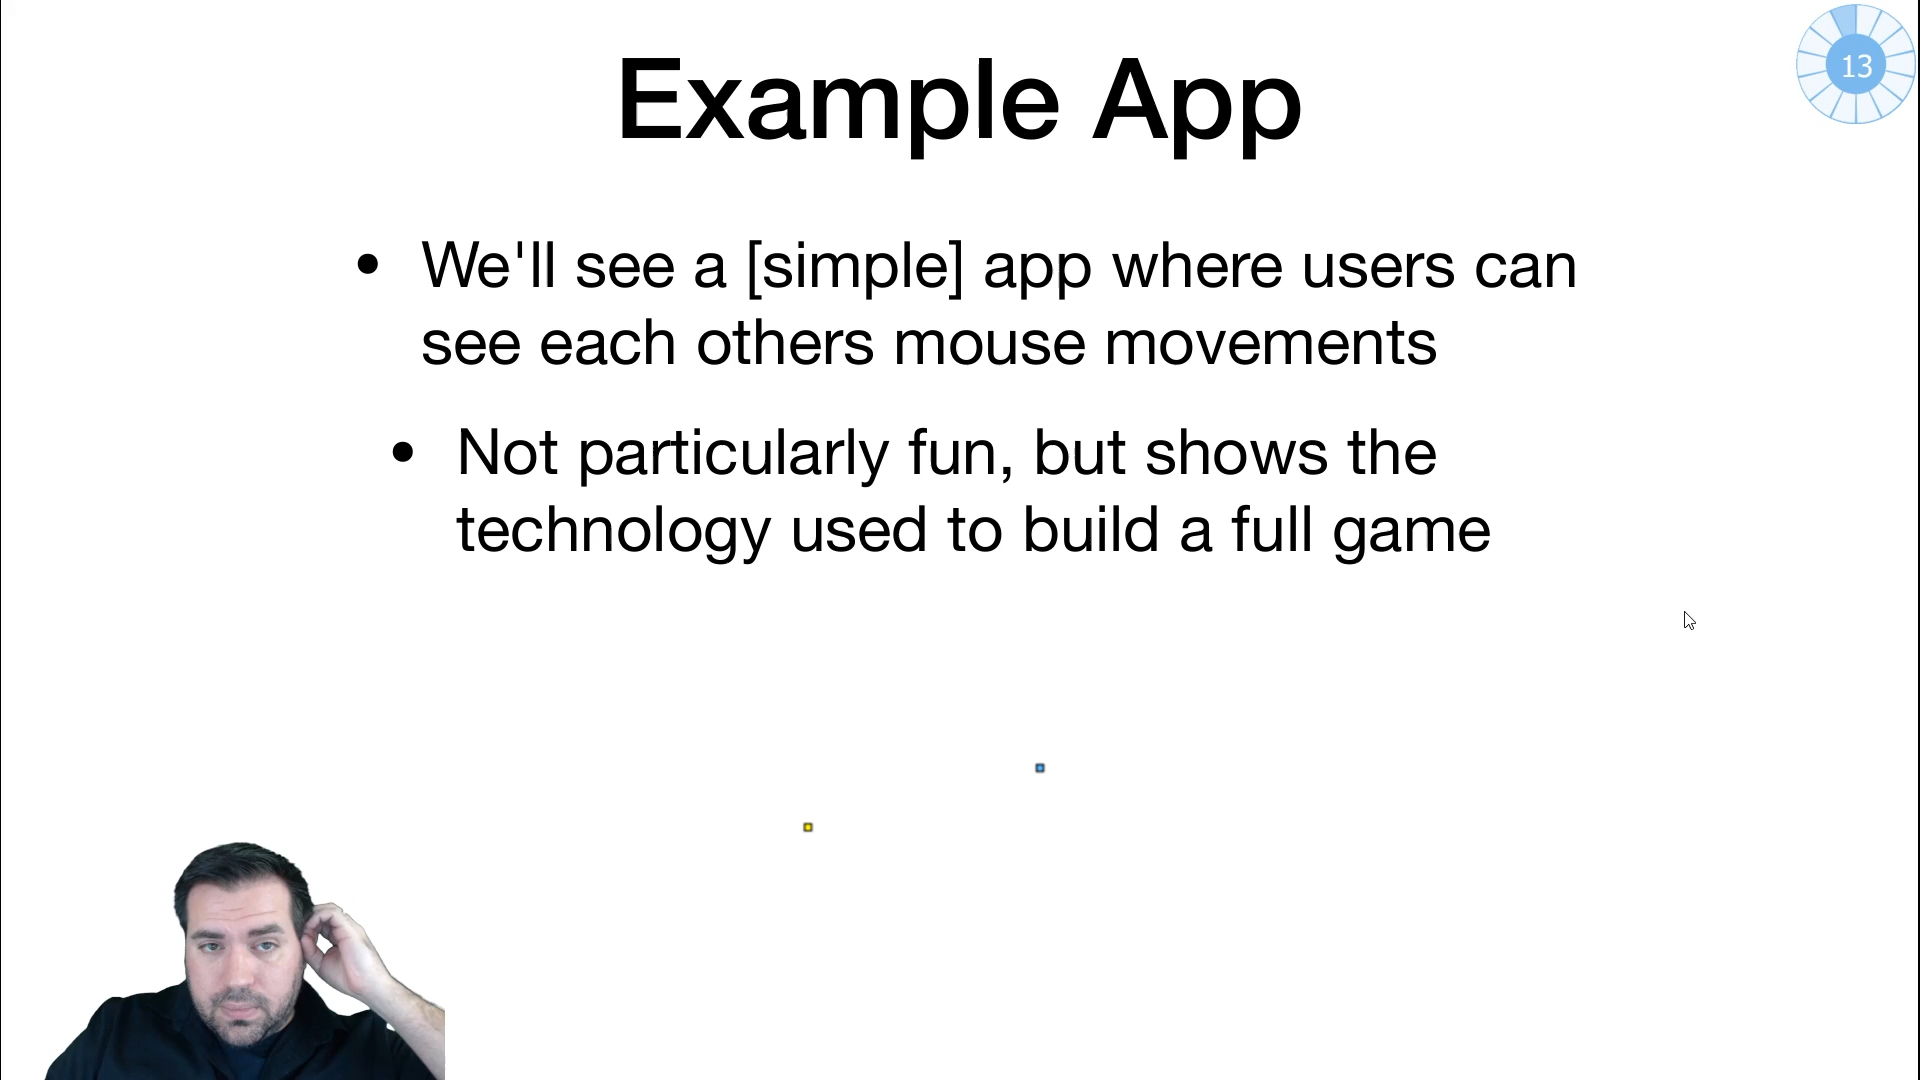 Example App
13
• We'll see a [simple] app where users can
see each others mouse movements
• Not particularly fun, but shows the
technology used to build a full game